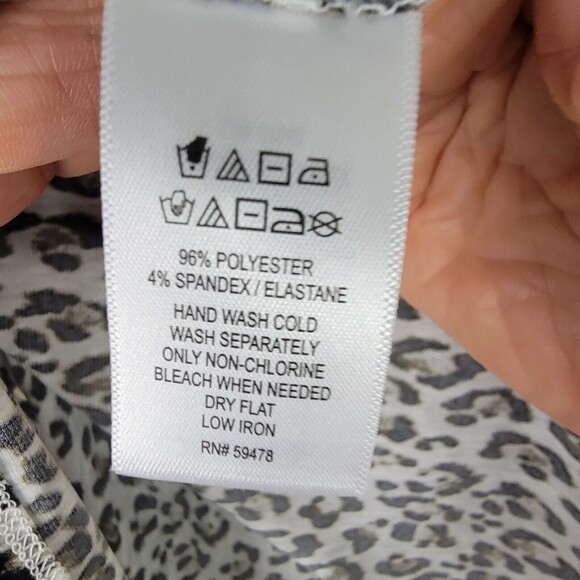 96% POLYESTER
4% SPANDEX / ELASTANE
HAND WASH COLD
WASH SEPARATELY
ONLY NON-CHLORINE
BLEACH WHEN NEEDED
DRY FLAT
LOW IRON
RN# 59478